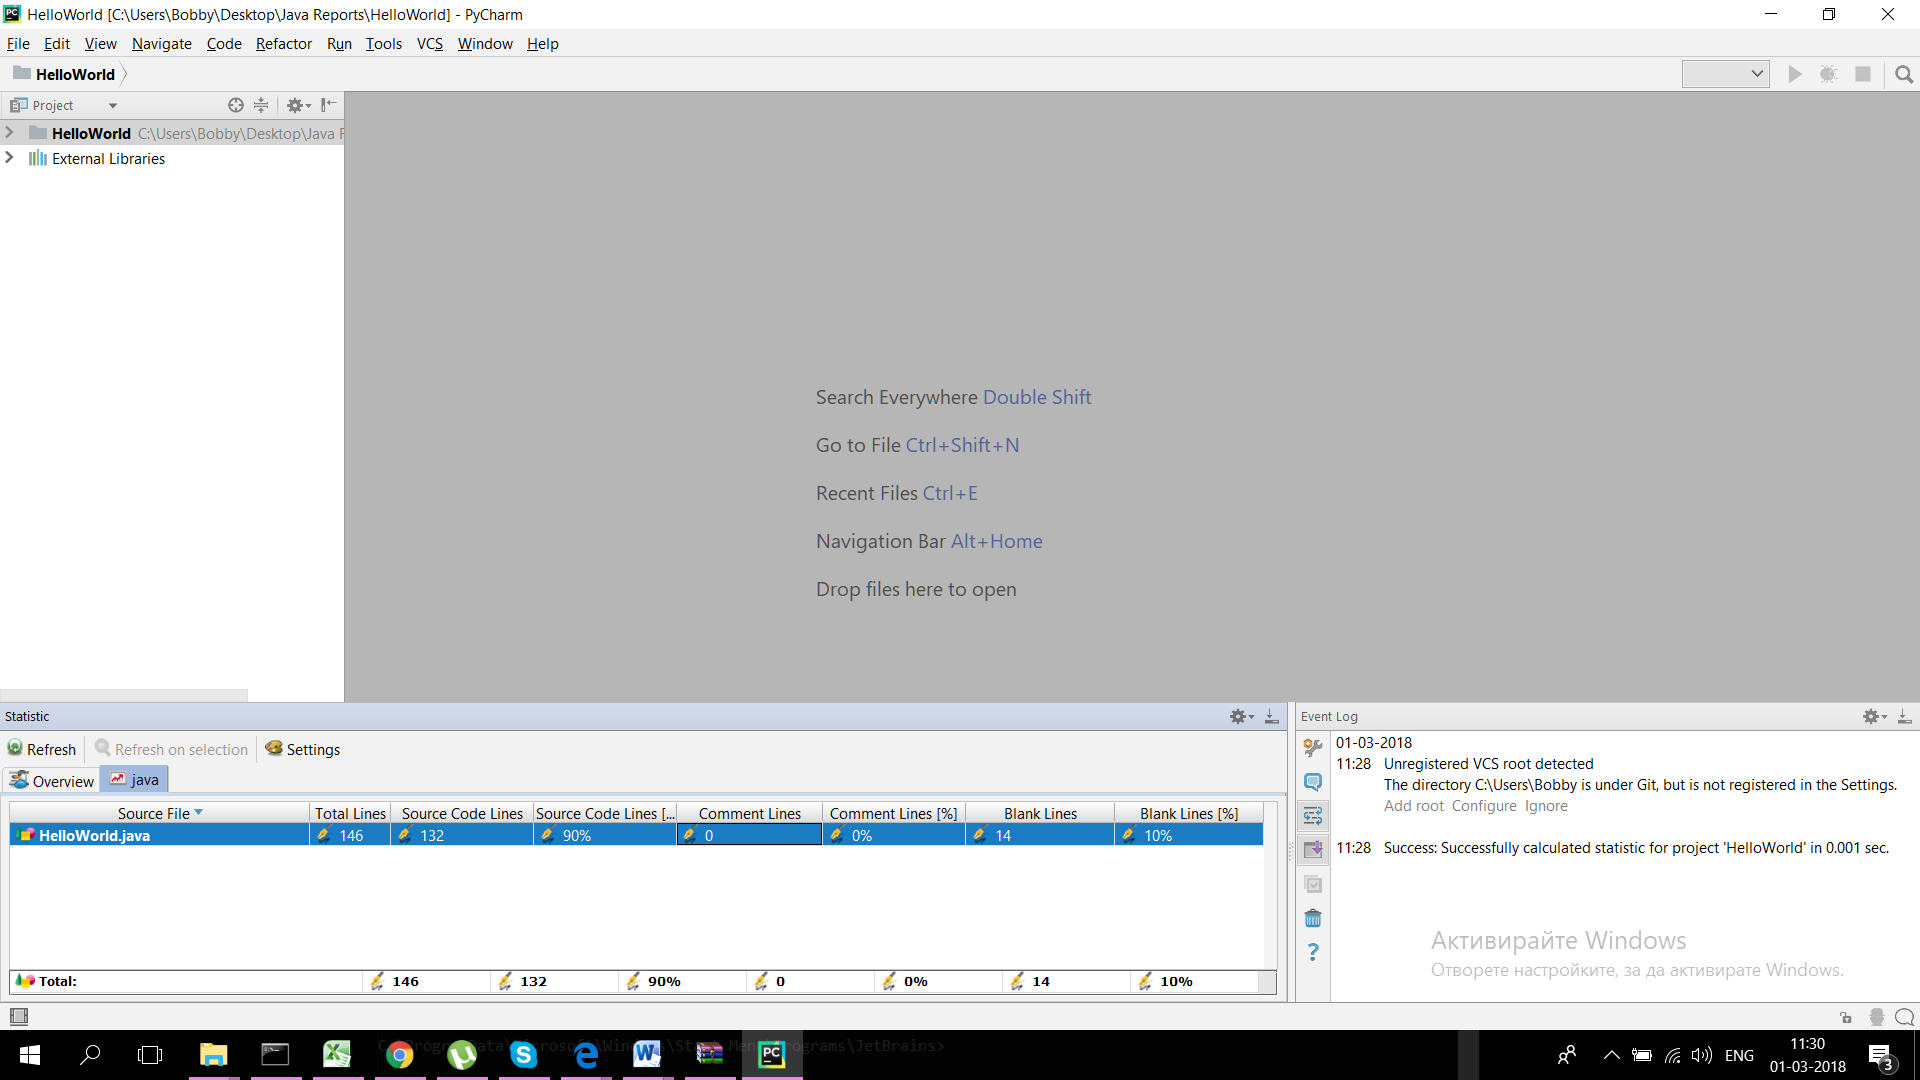 HelloWorld [C:\Users\Bobby\Desktop\Java Reports\HelloWorld] - PyCharm
File Edit View Navigate Code Refactor Run Tools VCS Window Help
HelloWorld
Project
HelloWorld C:\Users\Bobby\Desktop\Java
External Libraries
Search Everywhere Double Shift
Go to File Ctrl+Shift+N
Recent Files Ctrl+E
Navigation Bar Alt+Home
Drop files here to open
Statistic
Refresh Refresh on selection Settings
Overview java
Source File Total Lines Source Code Lines Source Code Lines [... Comment Lines Comment Lines [%] Blank Lines Blank Lines [%]
HelloWorld.java 146 132 90% 0 0% 14 10%
Total: 146 132 90% 0 0% 14 10%
Event Log
01-03-2018
11:28 Unregistered VCS root detected
The directory C:\Users\Bobby is under Git, but is not registered in the Settings.
Add root Configure Ignore
11:28 Success: Successfully calculated statistic for project 'HelloWorld' in 0.001 sec.
Активирайте Windows
Отворете настройките, за да активирате Windows.
PC
ENG
11:30
01-03-2018
3